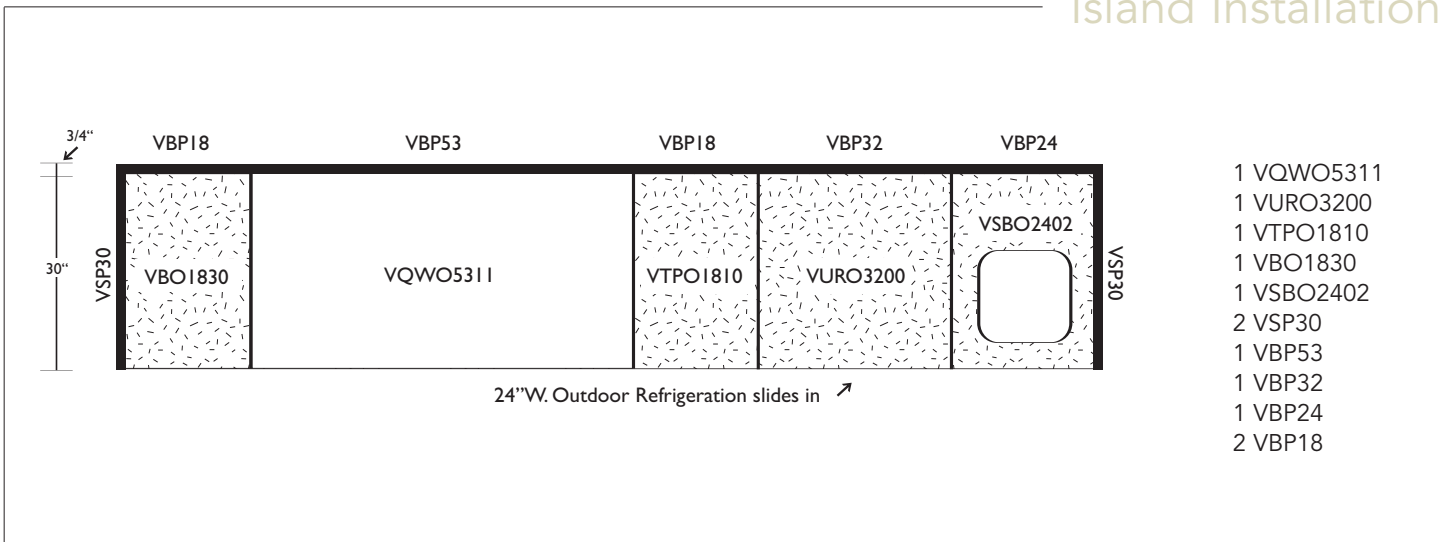 Island Installation
3/4“
VBP18
VBP53
VBP18
VBP32
VBP24
30“
VSP30
VBO1830
VQWO5311
VTPO1810
VURO3200
VSBO2402
VSP30
24”W. Outdoor Refrigeration slides in
1 VQWO5311
1 VURO3200
1 VTPO1810
1 VBO1830
1 VSBO2402
2 VSP30
1 VBP53
1 VBP32
1 VBP24
2 VBP18